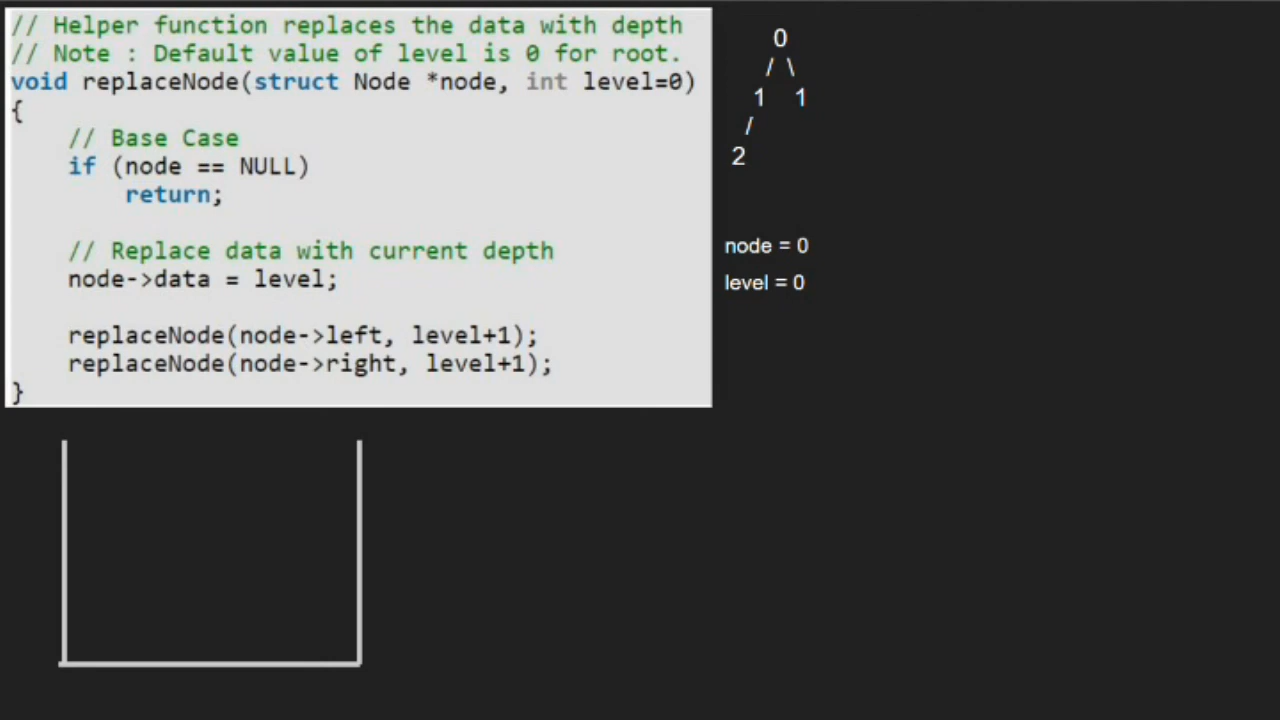 // Helper function replaces the data with depth
// Note : Default value of level is 0 for root.
void replaceNode(struct Node *node, int level=0)
{
    // Base Case
    if (node == NULL)
        return;

    // Replace data with current depth
    node->data = level;

    replaceNode(node->left, level+1);
    replaceNode(node->right, level+1);
}
0
/ \
1 1
/
2
node = 0
level = 0